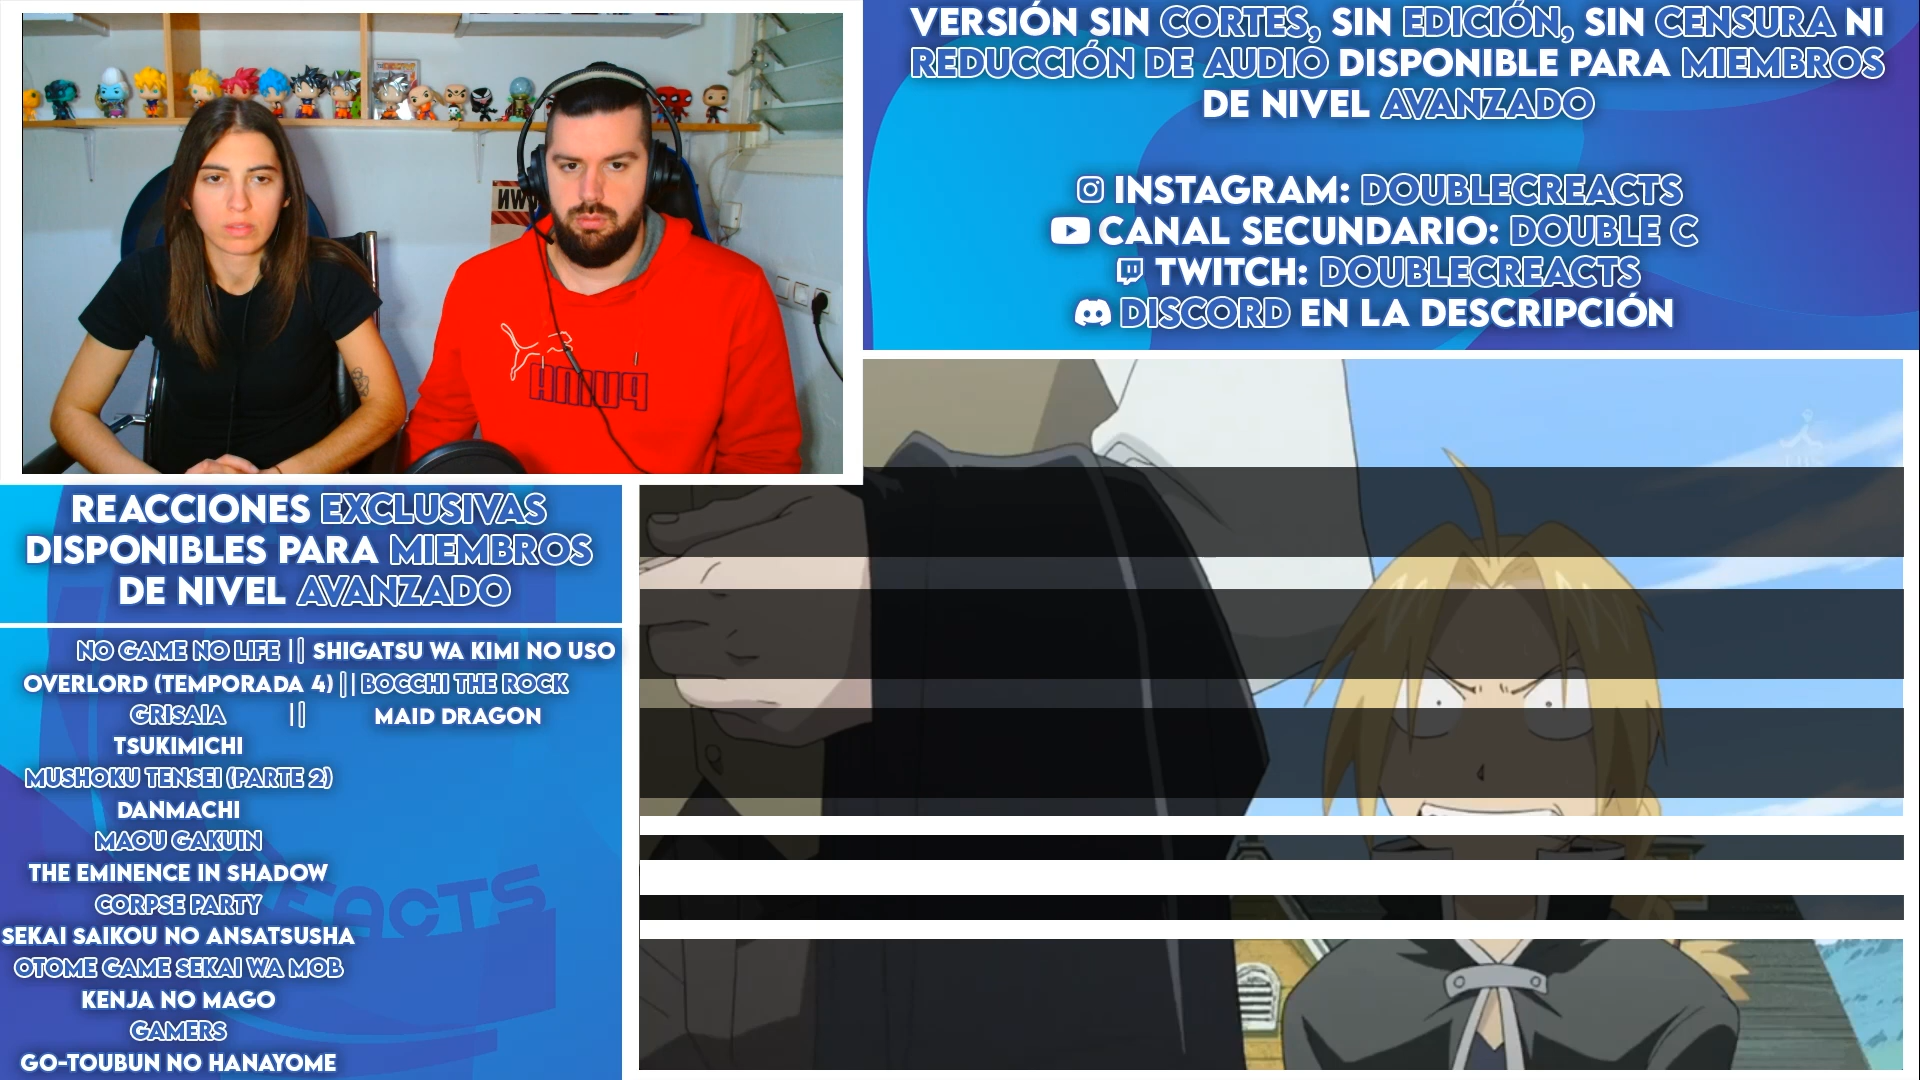 VERSIÓN SIN CORTES, SIN EDICIÓN, SIN CENSURA NI
REDUCCIÓN DE AUDIO DISPONIBLE PARA MIEMBROS
DE NIVEL AVANZADO
INSTAGRAM: DOUBLECREACTS
CANAL SECUNDARIO: DOUBLE C
TWITCH: DOUBLECREACTS
DISCORD EN LA DESCRIPCIÓN
PUMA
REACCIONES EXCLUSIVAS
DISPONIBLES PARA MIEMBROS
DE NIVEL AVANZADO
NO GAME NO LIFE || SHIGATSU WA KIMI NO USO
OVERLORD (TEMPORADA 4) || BOCCHI THE ROCK
GRISAIA || MAID DRAGON
TSUKIMICHI
MUSHOKU TENSEI (PARTE 2)
DANMACHI
MAOU GAKUIN
THE EMINENCE IN SHADOW
CORPSE PARTY
SEKAI SAIKOU NO ANSATSUSHA
OTOME GAME SEKAI WA MOB
KENJA NO MAGO
GAMERS
GO-TOUBUN NO HANAYOME